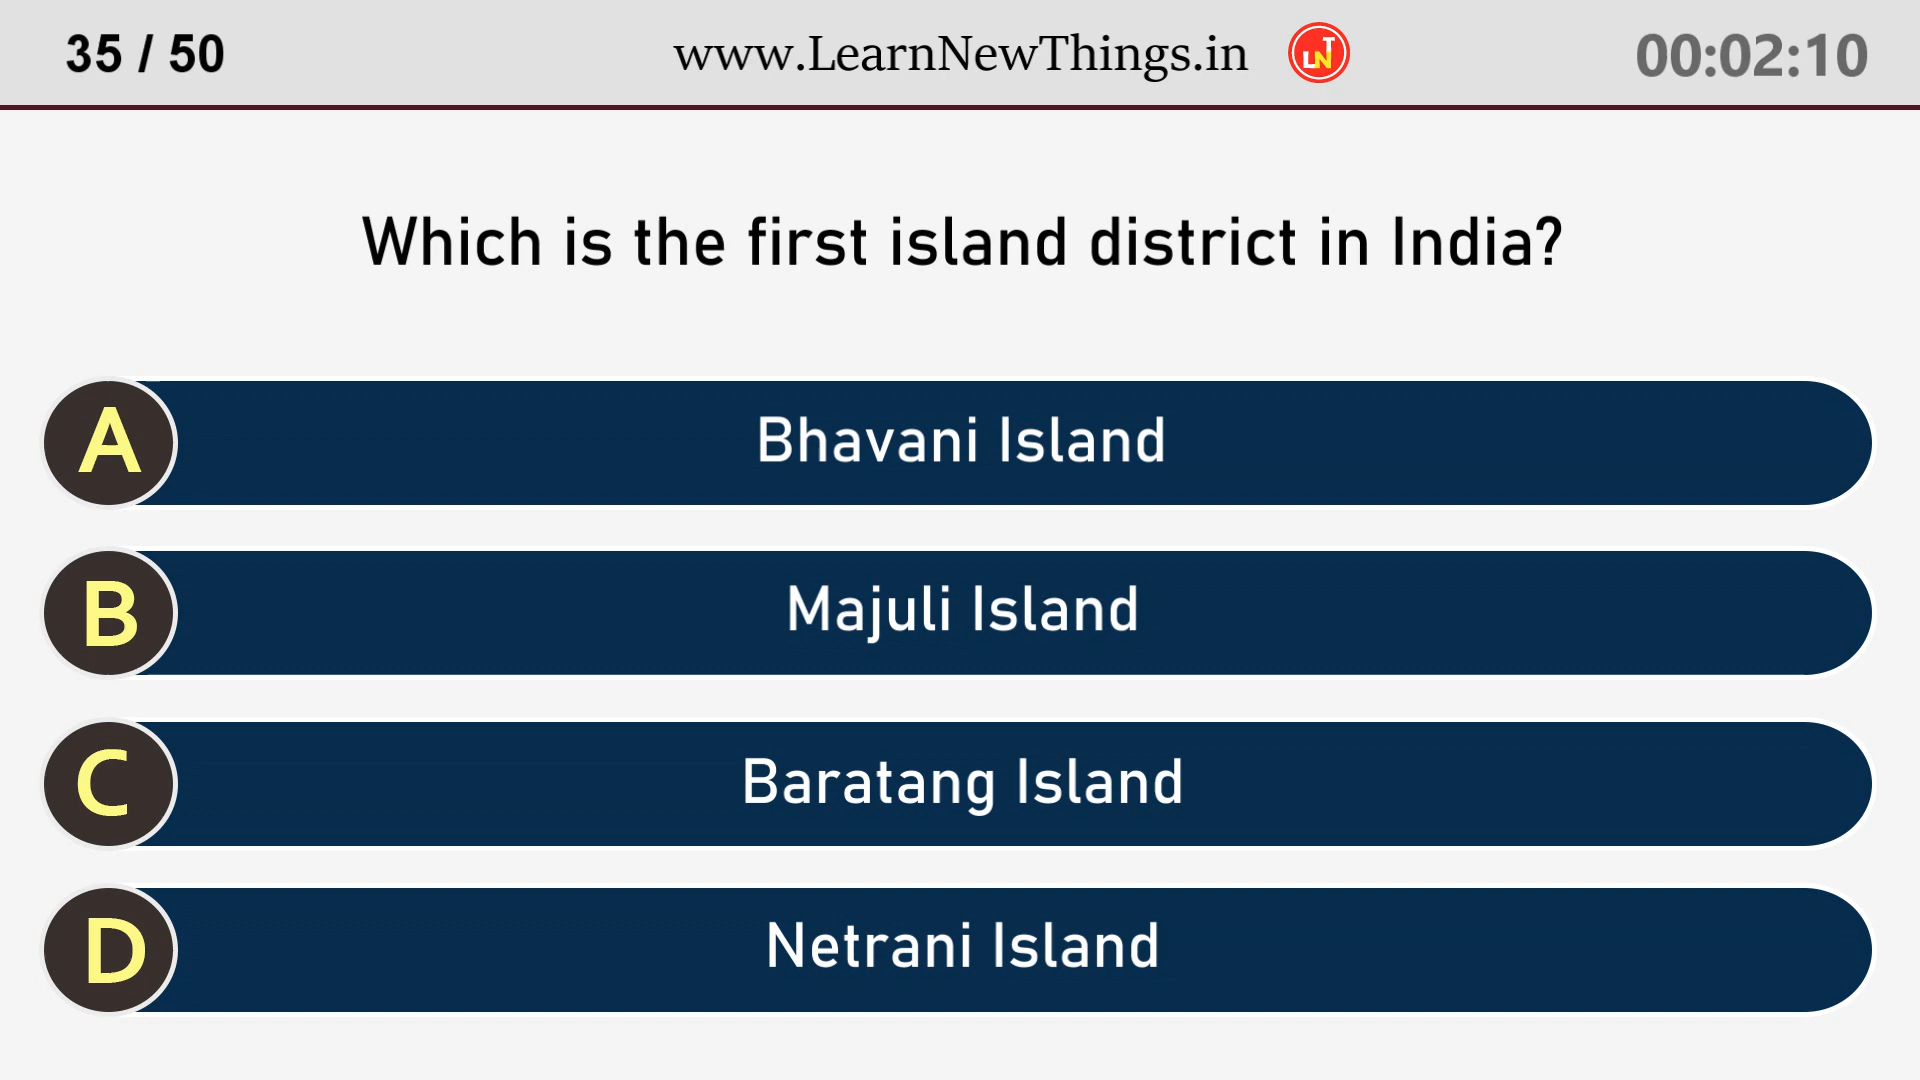 35 / 50
www.LearnNewThings.in
LNT
00:02:10
Which is the first island district in India?
A
Bhavani Island
B
Majuli Island
C
Baratang Island
D
Netrani Island